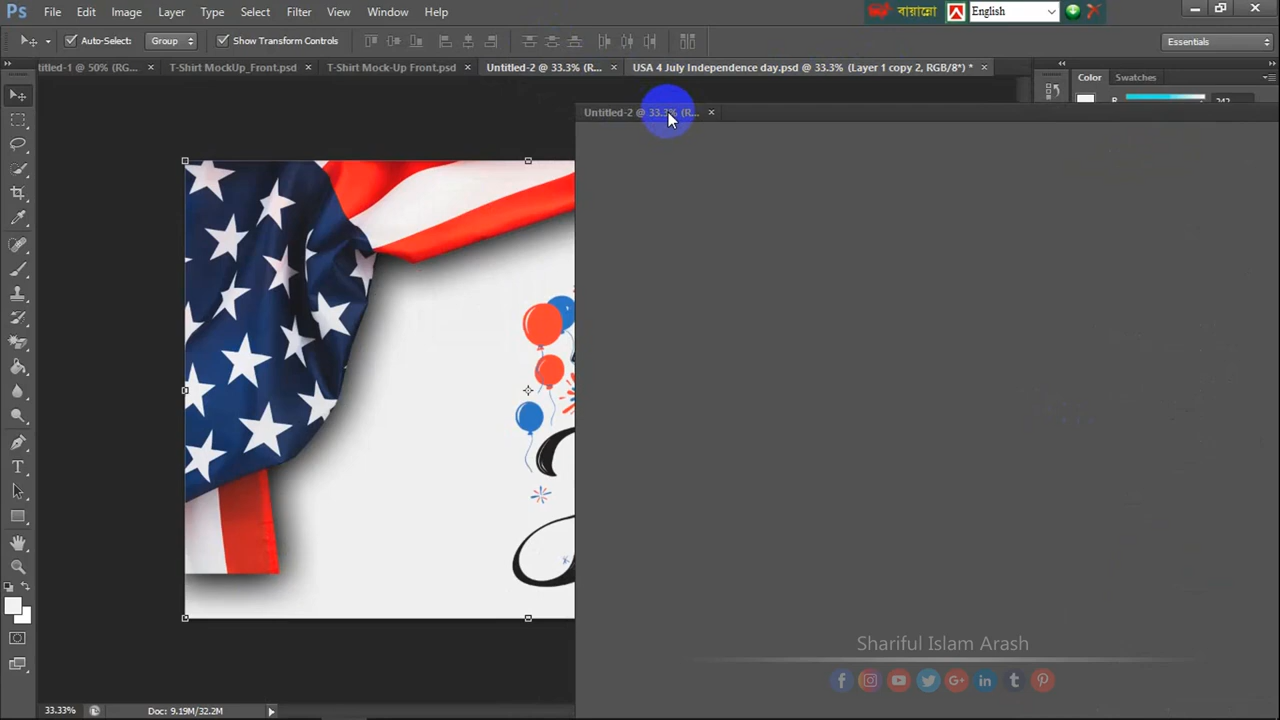 Ps File Edit Image Layer Type Select Filter View Window Help
বায়ান্নো English
Auto-Select: Group Show Transform Controls Essentials
titled-1 @ 50% (RG... × T-Shirt MockUp_Front.psd × T-Shirt Mock-Up Front.psd × Untitled-2 @ 33.3% (R... × USA 4 July Independence day.psd @ 33.3% (Layer 1 copy 2, RGB/8*) * ×
Color Swatches
R 242
Untitled-2 @ 33.3% (R... ×
Shariful Islam Arash
33.33% Doc: 9.19M/32.2M